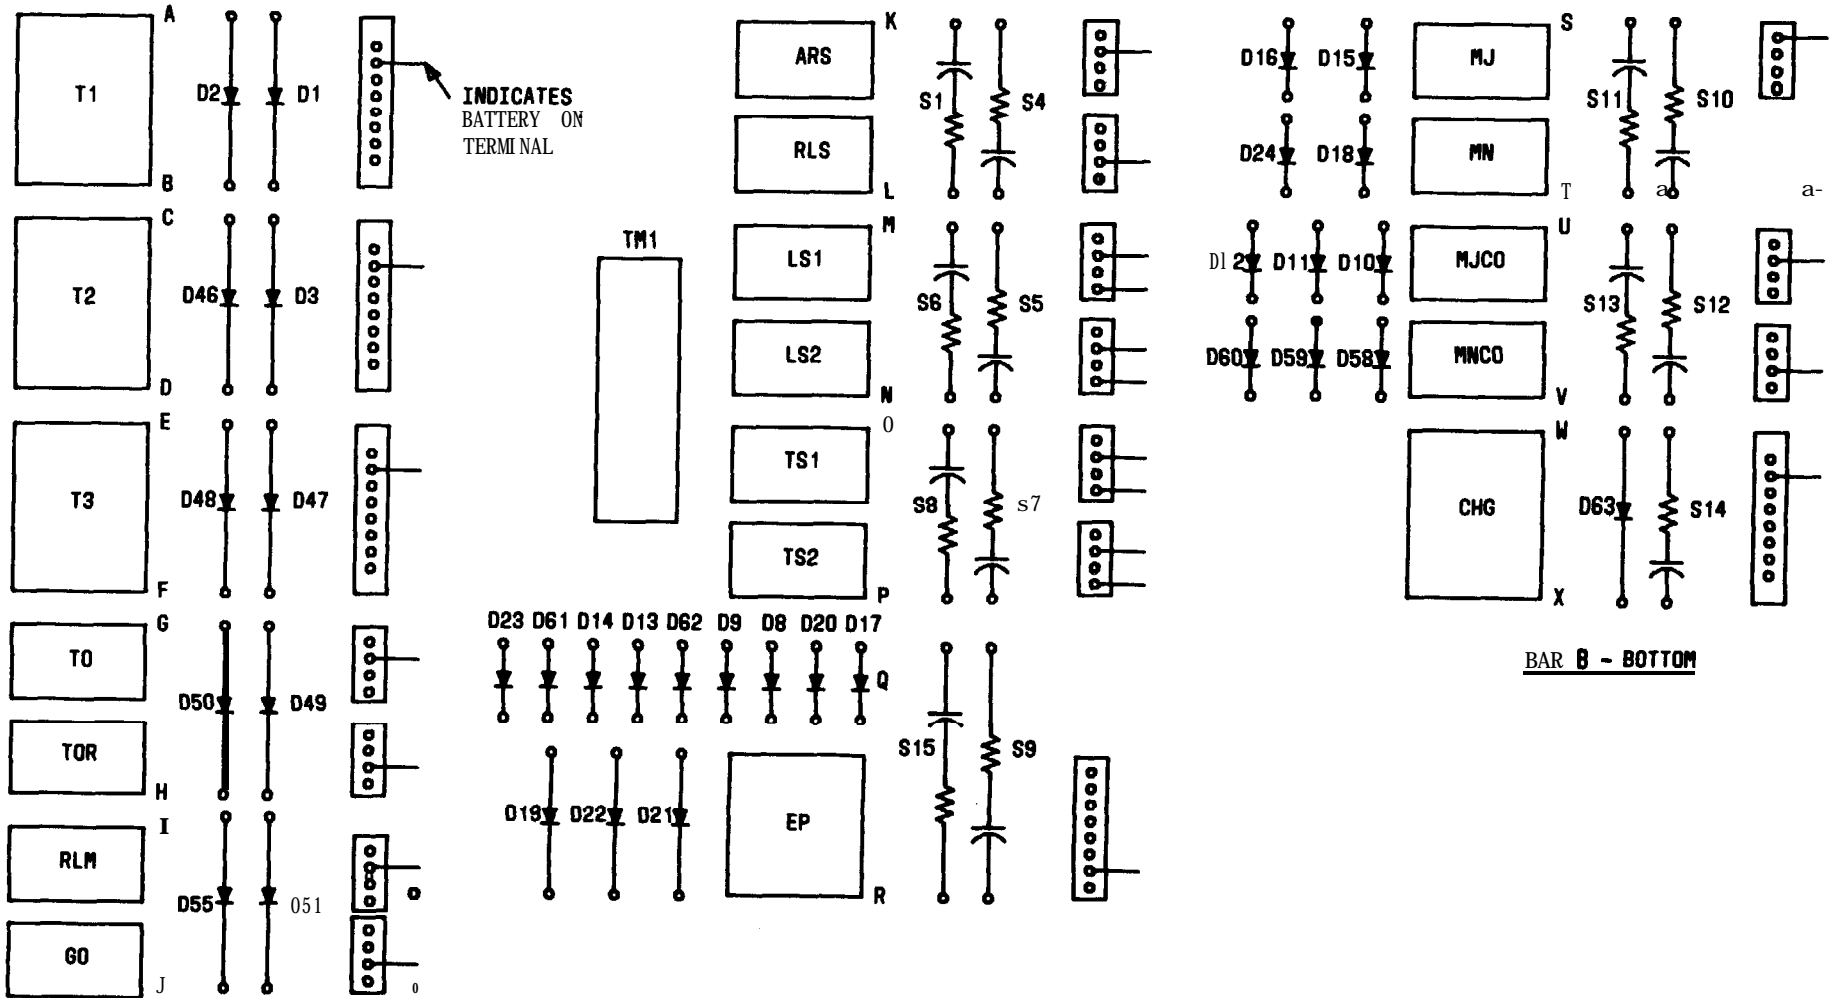 A
T1
D2
D1
INDICATES
BATTERY ON
TERMINAL
B
C
T2
D46
D3
D
E
T3
D48
D47
F
G
TO
D50
D49
TOR
H
I
RLM
D55
051
GO
J
0
TM1
K
ARS
S1
S4
RLS
L
M
LS1
S6
S5
LS2
N
0
TS1
S8
s7
TS2
P
D23 D61 D14 D13 D62 D9 D8 D20 D17
Q
D19 D22 D21
EP
R
S15
S9
D16 D15
MJ
S
S11
S10
D24 D18
MN
T
a
a-
U
Dl 2 D11 D10
MJCO
S13
S12
D60 D59 D58
MNCO
V
W
CHG
D63
S14
X
BAR B - BOTTOM